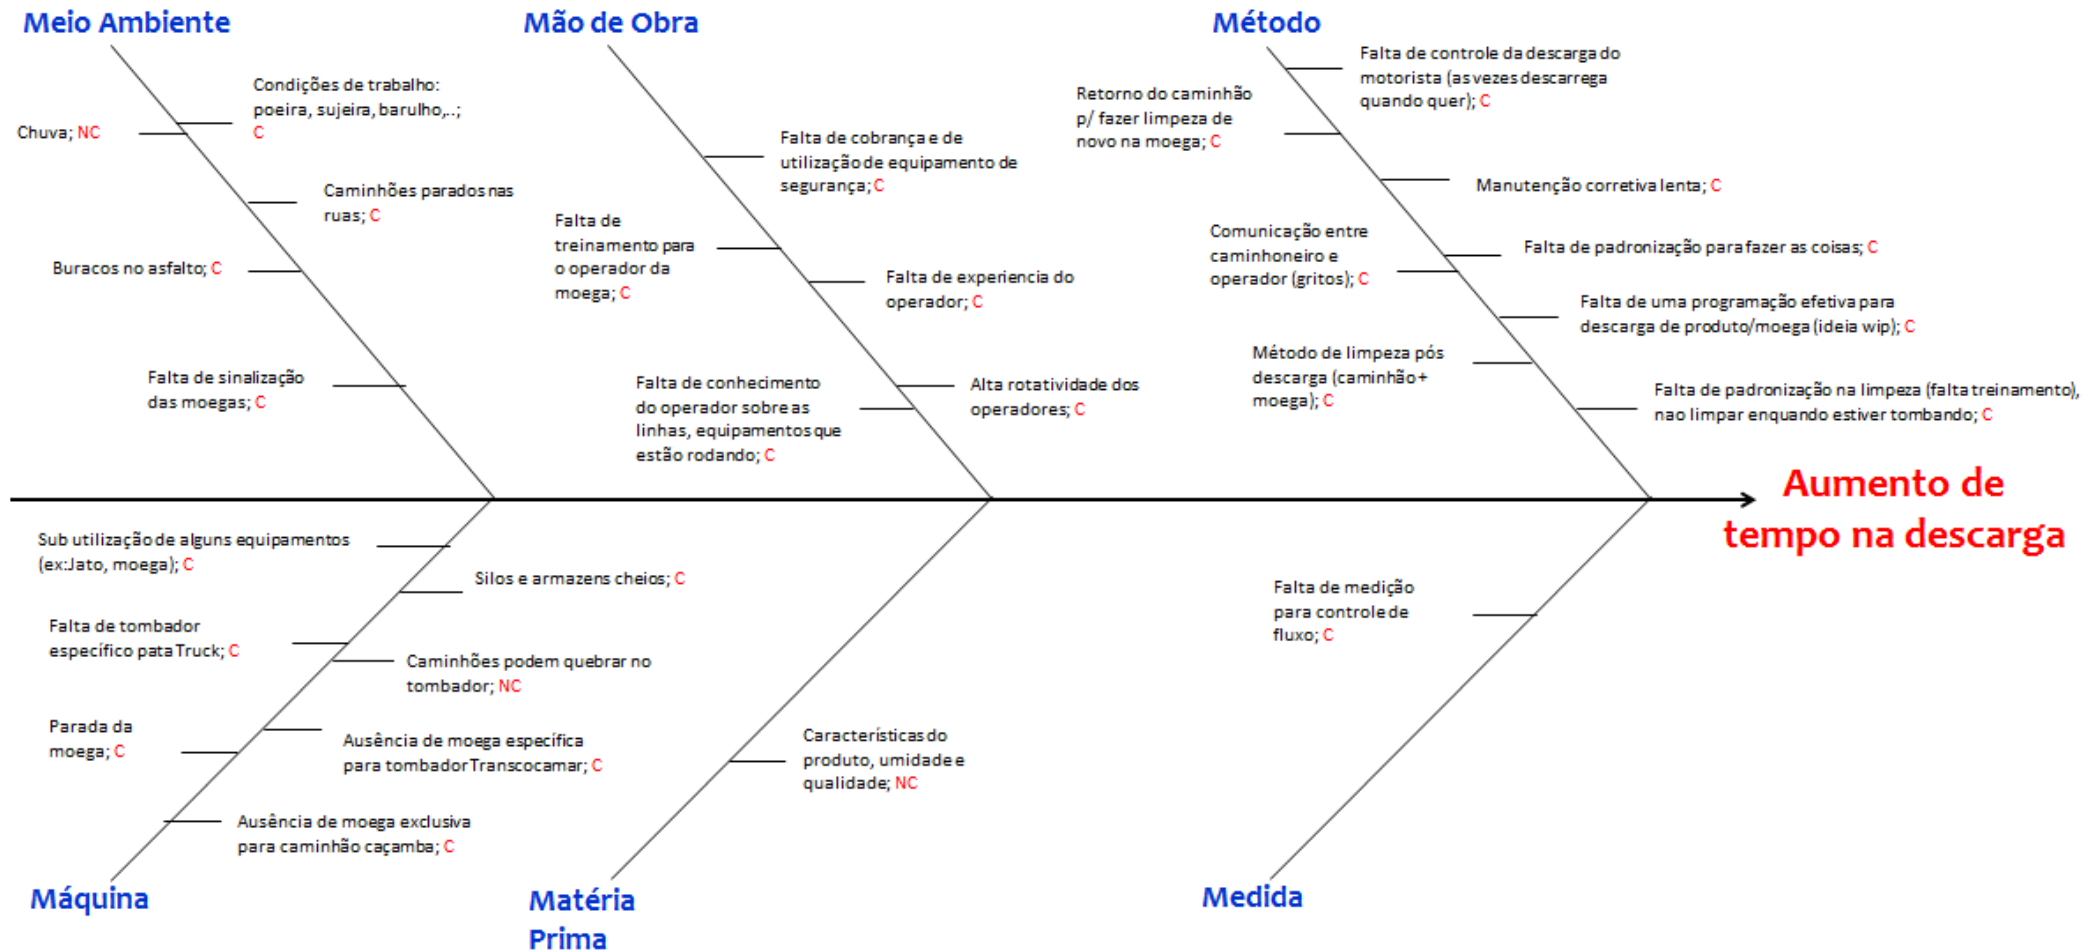 Meio Ambiente
Mão de Obra
Método
Chuva; NC
Condições de trabalho:
poeira, sujeira, barulho,..;
C
Caminhões parados nas
ruas; C
Buracos no asfalto; C
Falta de sinalização
das moegas; C
Falta de cobrança e de
utilização de equipamento de
segurança; C
Falta de
treinamento para
o operador da
moega; C
Falta de experiencia do
operador; C
Falta de conhecimento
do operador sobre as
linhas, equipamentos que
estão rodando; C
Alta rotatividade dos
operadores; C
Falta de controle da descarga do
motorista (as vezes descarrega
quando quer); C
Retorno do caminhão
p/ fazer limpeza de
novo na moega; C
Manutenção corretiva lenta; C
Comunicação entre
caminhoneiro e
operador (gritos); C
Falta de padronização para fazer as coisas; C
Falta de uma programação efetiva para
descarga de produto/moega (ideia wip); C
Método de limpeza pós
descarga (caminhão +
moega); C
Falta de padronização na limpeza (falta treinamento),
nao limpar enquando estiver tombando; C
Aumento de
tempo na descarga
Sub utilização de alguns equipamentos
(ex:Jato, moega); C
Silos e armazens cheios; C
Falta de tombador
específico pata Truck; C
Caminhões podem quebrar no
tombador; NC
Parada da
moega; C
Ausência de moega específica
para tombador Transcocamar; C
Ausência de moega exclusiva
para caminhão caçamba; C
Características do
produto, umidade e
qualidade; NC
Falta de medição
para controle de
fluxo; C
Máquina
Matéria
Prima
Medida